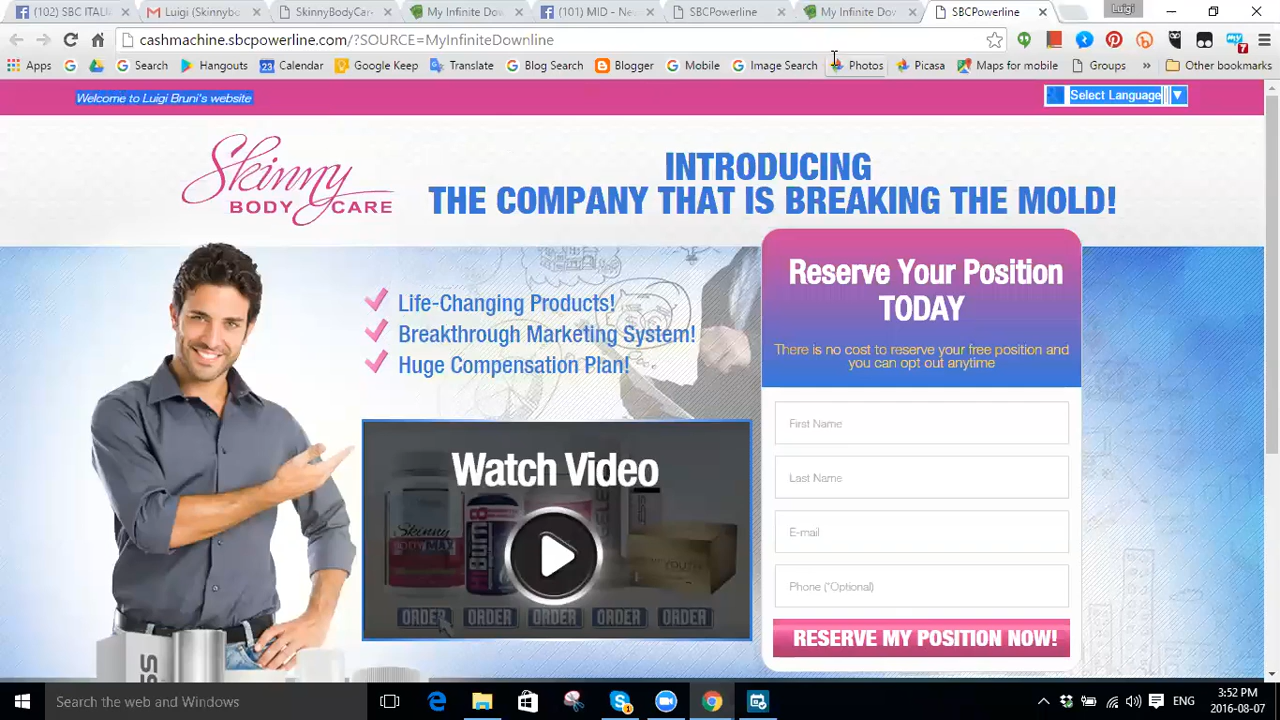 (102) SBC ITALI
Luigi (Skinnybo
SkinnyBodyCar
My Infinite Dow
(101) MID - New
SBCPowerline
My Infinite Dow
SBCPowerline
Luigi
cashmachine.sbcpowerline.com/?SOURCE=MyInfiniteDownline
Apps
Search
Hangouts
23 Calendar
Google Keep
Translate
Blog Search
Blogger
Mobile
Image Search
Photos
Picasa
Maps for mobile
Groups
»
Other bookmarks
Welcome to Luigi Bruni's website
Select Language ▼
Skinny
BODY CARE
INTRODUCING
THE COMPANY THAT IS BREAKING THE MOLD!
Life-Changing Products!
Breakthrough Marketing System!
Huge Compensation Plan!
Watch Video
ORDER ORDER ORDER ORDER ORDER
Reserve Your Position
TODAY
There is no cost to reserve your free position and
you can opt out anytime
First Name
Last Name
E-mail
Phone (*Optional)
RESERVE MY POSITION NOW!
Search the web and Windows
ENG
3:52 PM
2016-08-07